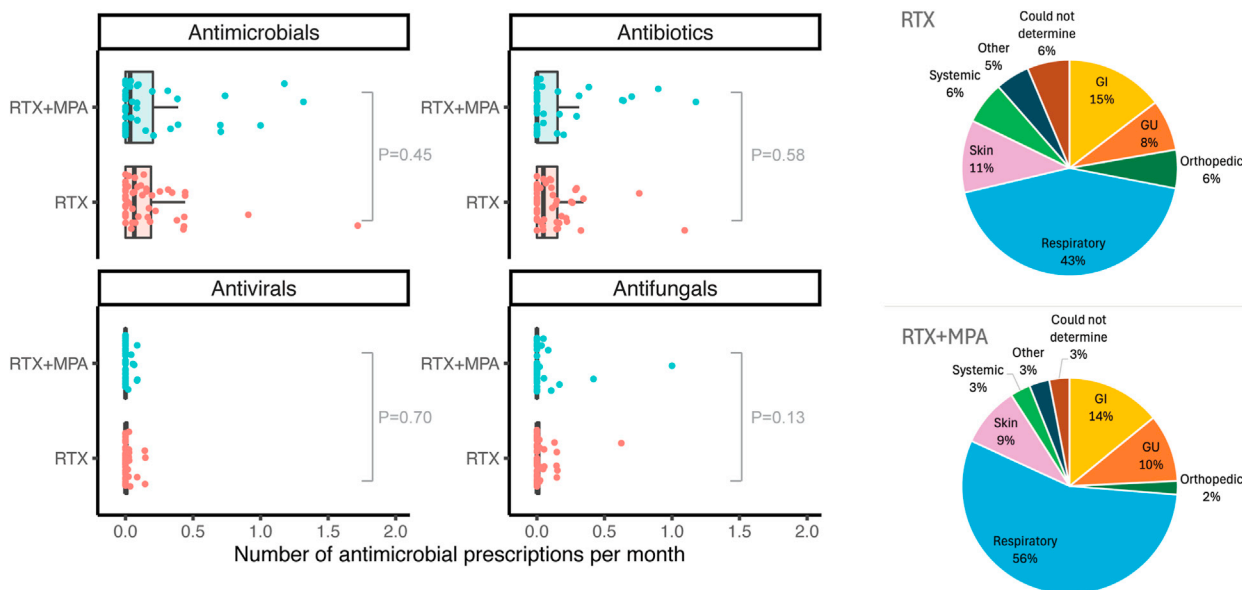 Antimicrobials
RTX+MPA
RTX
P=0.45
Antibiotics
RTX+MPA
RTX
P=0.58
Antivirals
RTX+MPA
RTX
P=0.70
0.0 0.5 1.0 1.5 2.0
Antifungals
RTX+MPA
RTX
P=0.13
0.0 0.5 1.0 1.5 2.0
Number of antimicrobial prescriptions per month
RTX
Could not
determine
6%
Other
5%
Systemic
6%
GI
15%
GU
8%
Orthopedic
6%
Skin
11%
Respiratory
43%
RTX+MPA
Could not
determine
3%
Other
3%
Systemic
3%
GI
14%
GU
10%
Orthopedic
2%
Skin
9%
Respiratory
56%